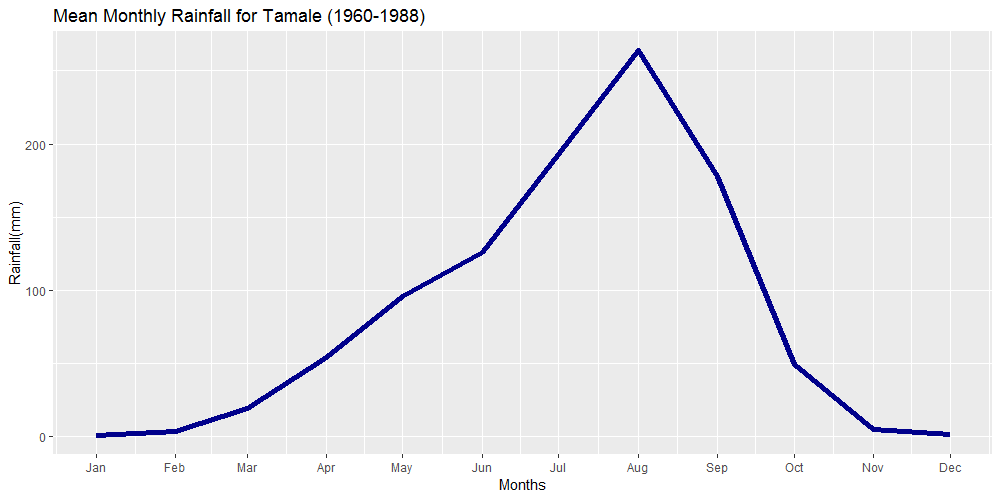 Mean Monthly Rainfall for Tamale (1960-1988)
Rainfall(mm)
200
100
0
Jan Feb Mar Apr May Jun Jul Aug Sep Oct Nov Dec
Months